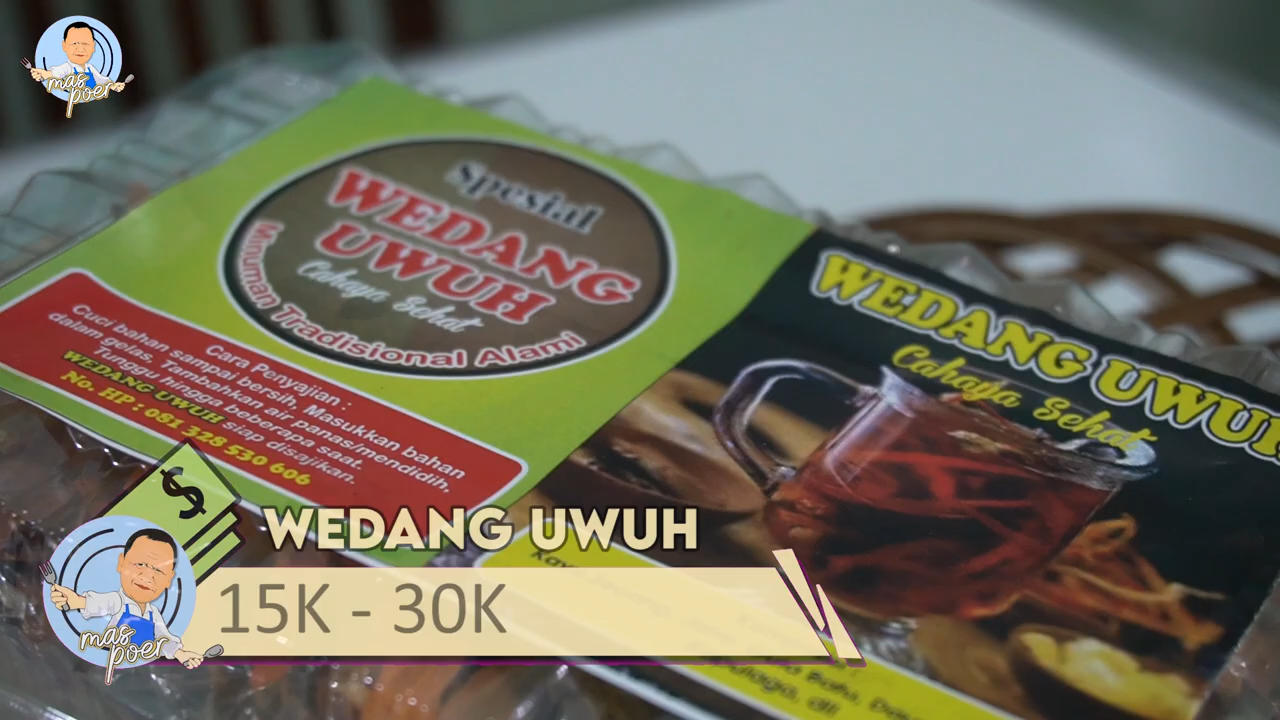 mas
poer
Spesial
WEDANG
UWUH
Cahaya Sehat
Minuman Tradisional Alami
Cara Penyajian :
Cuci bahan sampai bersih, Masukkan bahan
dalam gelas, Tambahkan air panas/mendidih,
Tunggu hingga beberapa saat.
WEDANG UWUH siap disajikan.
No. HP : 081 328 530 606
WEDANG UWUH
Cahaya Sehat
$
WEDANG UWUH
15K - 30K
mas
poer
Batu,
dll